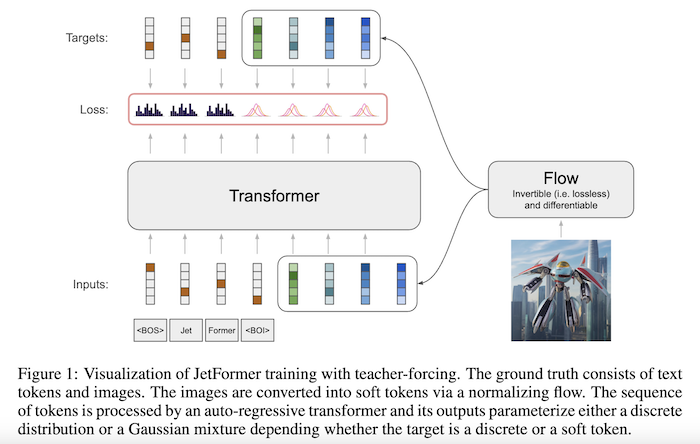 Targets:
Loss:
Transformer
Flow
Invertible (i.e. lossless)
and differentiable
Inputs:
<BOS> Jet Former <BOI>
Figure 1: Visualization of JetFormer training with teacher-forcing. The ground truth consists of text
tokens and images. The images are converted into soft tokens via a normalizing flow. The sequence
of tokens is processed by an auto-regressive transformer and its outputs parameterize either a discrete
distribution or a Gaussian mixture depending whether the target is a discrete or a soft token.